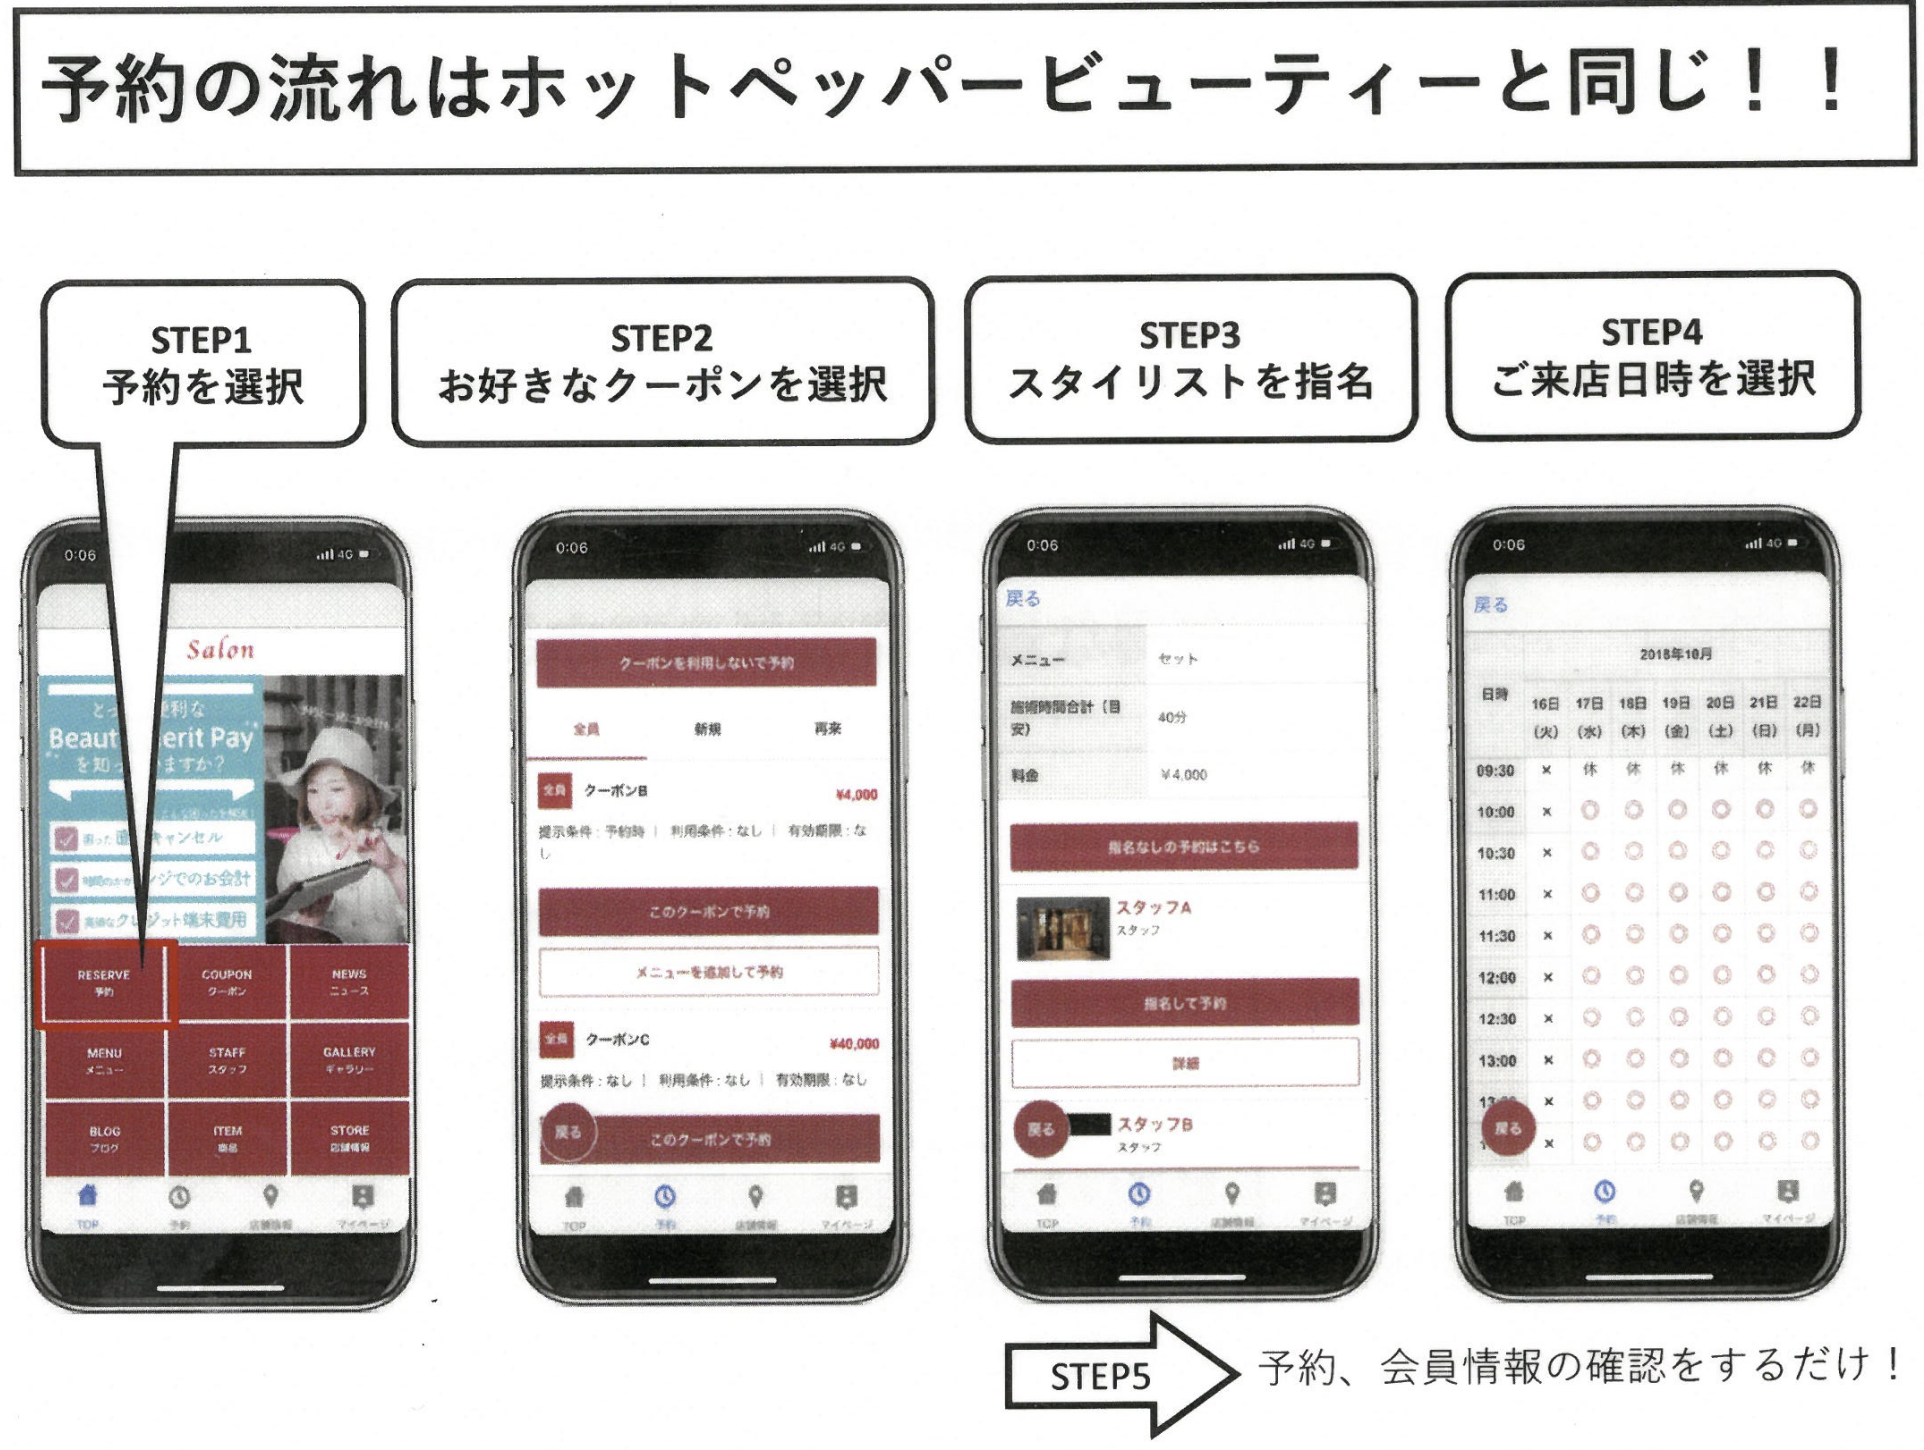 予約の流れはホットペッパービューティーと同じ！！
STEP1
予約を選択
STEP2
お好きなクーポンを選択
STEP3
スタイリストを指名
STEP4
ご来店日時を選択
0:06
4G
Salon
便利な
erit Pay
を知
ますか？
キャンセル
ジでのお会計
ット端末費用
RESERVE
予約
COUPON
クーポン
NEWS
ニュース
MENU
メニュー
STAFF
スタッフ
GALLERY
ギャラリー
BLOG
ブログ
ITEM
商品
STORE
店舗情報
TOP
予約
店舗情報
マイページ
0:06
4G
クーポンを利用しないで予約
全員
新規
再来
全員 クーポンB
¥4,000
提示条件：予約時 | 利用条件：なし | 有効期限：な
し
このクーポンで予約
メニューを追加して予約
全員 クーポンC
¥40,000
提示条件：なし | 利用条件：なし | 有効期限：なし
戻る
このクーポンで予約
TOP
予約
店舗情報
マイページ
0:06
4G
戻る
メニュー
セット
施術時間合計（目
安）
40分
料金
¥4,000
指名なしの予約はこちら
スタッフA
スタッフ
指名して予約
詳細
戻る
スタッフB
スタッフ
TOP
予約
店舗情報
マイページ
0:06
4G
戻る
日時
2018年10月
16日 17日 18日 19日 20日 21日 22日
(火) (水) (木) (金) (土) (日) (月)
09:30 × 休 休 休 休 休 休
10:00 × ◎ ◎ ◎ ◎ ◎ ◎
10:30 × ◎ ◎ ◎ ◎ ◎ ◎
11:00 × ◎ ◎ ◎ ◎ ◎ ◎
11:30 × ◎ ◎ ◎ ◎ ◎ ◎
12:00 × ◎ ◎ ◎ ◎ ◎ ◎
12:30 × ◎ ◎ ◎ ◎ ◎ ◎
13:00 × ◎ ◎ ◎ ◎ ◎ ◎
× ◎ ◎ ◎ ◎ ◎ ◎
戻る
× ◎ ◎ ◎ ◎ ◎ ◎
TOP
予約
店舗情報
マイページ
STEP5
予約、会員情報の確認をするだけ！